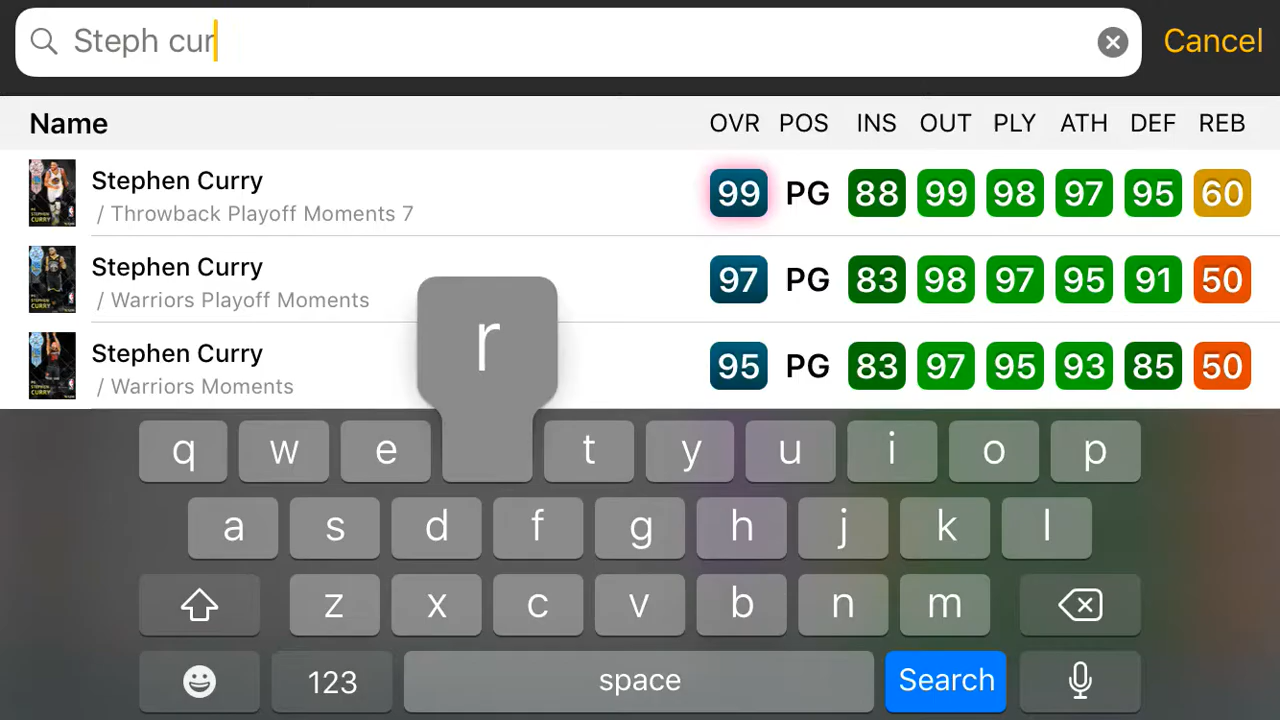 Steph cur
Cancel
Name OVR POS INS OUT PLY ATH DEF REB
Stephen Curry
/ Throwback Playoff Moments 7
99 PG 88 99 98 97 95 60
Stephen Curry
/ Warriors Playoff Moments
97 PG 83 98 97 95 91 50
Stephen Curry
/ Warriors Moments
95 PG 83 97 95 93 85 50
r
q w e t y u i o p
a s d f g h j k l
z x c v b n m
123 space Search